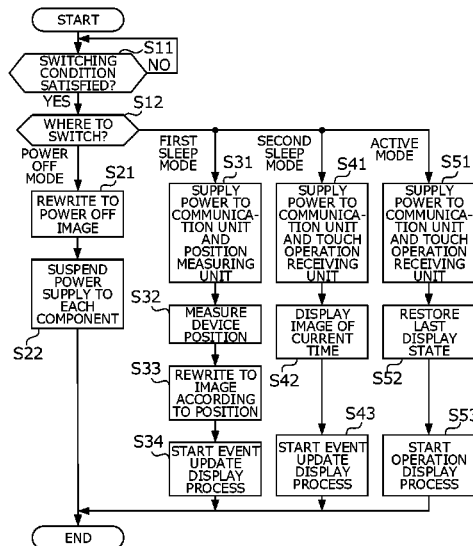 START
S11
SWITCHING
CONDITION
SATISFIED?
NO
YES
S12
WHERE TO
SWITCH?
POWER
OFF
MODE
S21
REWRITE TO
POWER OFF
IMAGE
SUSPEND
POWER
SUPPLY TO
EACH
COMPONENT
S22
FIRST
SLEEP
MODE
S31
SUPPLY
POWER TO
COMMUNICA-
TION UNIT
AND
POSITION
MEASURING
UNIT
S32
MEASURE
DEVICE
POSITION
S33
REWRITE TO
IMAGE
ACCORDING
TO POSITION
S34
START EVENT
UPDATE
DISPLAY
PROCESS
SECOND
SLEEP
MODE
S41
SUPPLY
POWER TO
COMMUNICA-
TION UNIT
AND TOUCH
OPERATION
RECEIVING
UNIT
DISPLAY
IMAGE OF
CURRENT
TIME
S42
S43
START EVENT
UPDATE
DISPLAY
PROCESS
ACTIVE
MODE
S51
SUPPLY
POWER TO
COMMUNICA-
TION UNIT
AND TOUCH
OPERATION
RECEIVING
UNIT
RESTORE
LAST
DISPLAY
STATE
S52
S53
START
OPERATION
DISPLAY
PROCESS
END